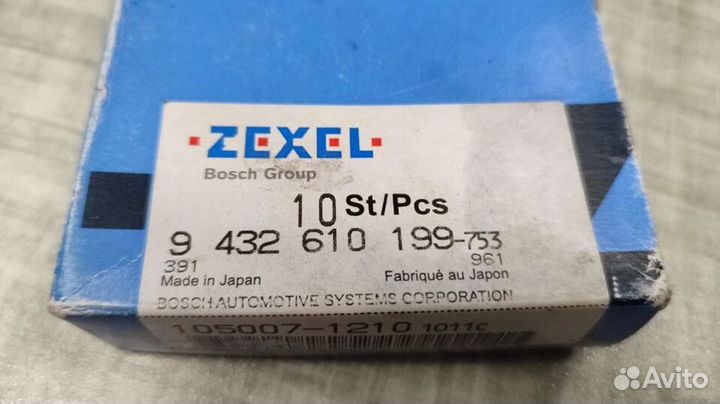 ZEXEL
Bosch Group
10 St/Pcs
9 432 610 199-753
391 961
Made in Japan Fabriqué au Japon
BOSCH AUTOMOTIVE SYSTEMS CORPORATION
105007-1210 1011C
Avito